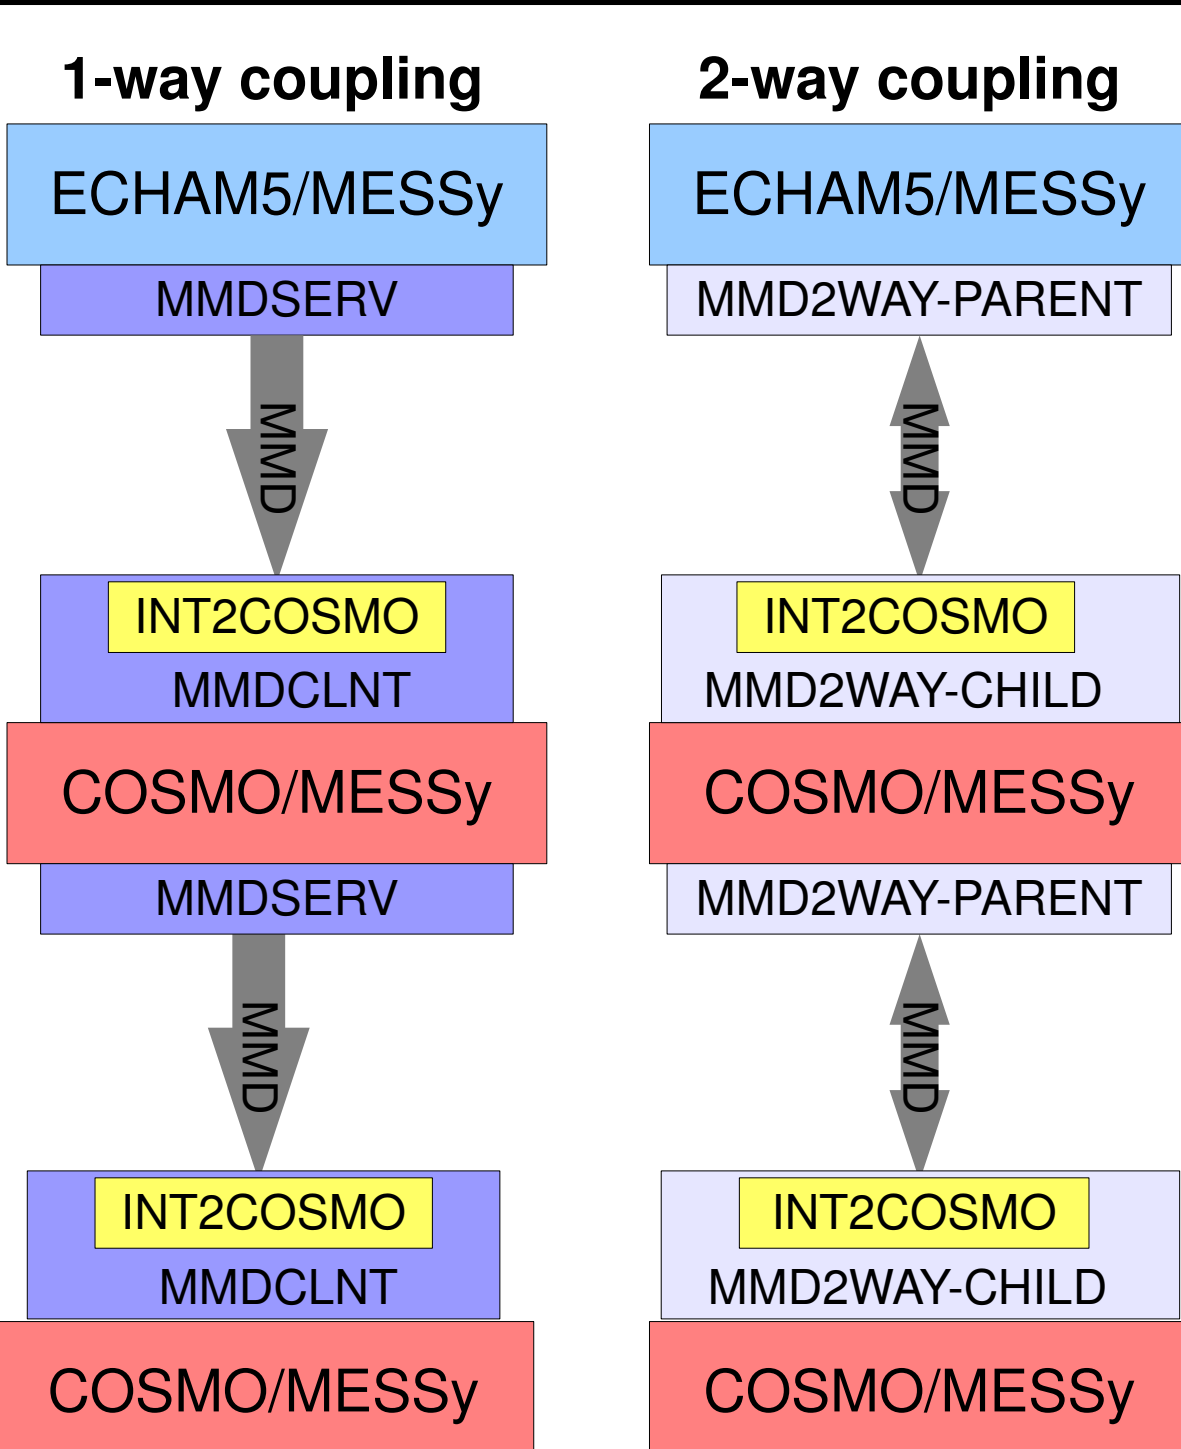 1-way coupling
ECHAM5/MESSy
MMDSERV
MMD
INT2COSMO
MMDCLNT
COSMO/MESSy
MMDSERV
MMD
INT2COSMO
MMDCLNT
COSMO/MESSy
2-way coupling
ECHAM5/MESSy
MMD2WAY-PARENT
MMD
INT2COSMO
MMD2WAY-CHILD
COSMO/MESSy
MMD2WAY-PARENT
MMD
INT2COSMO
MMD2WAY-CHILD
COSMO/MESSy